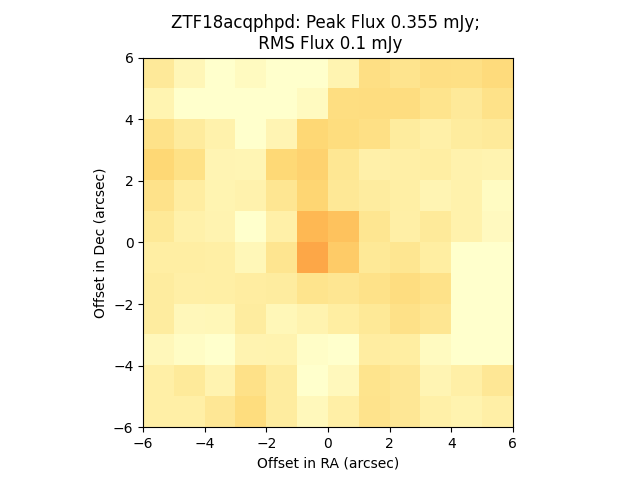 ZTF18acqphpd: Peak Flux 0.355 mJy;
RMS Flux 0.1 mJy
6
4
2
0
−2
−4
−6
Offset in Dec (arcsec)
−6 −4 −2 0 2 4 6
Offset in RA (arcsec)